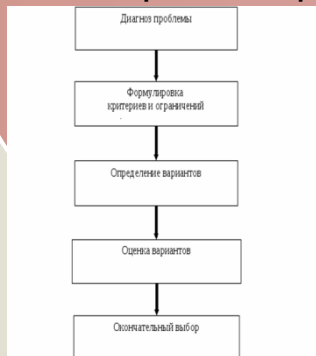 Диагноз проблемы
Формулировка
критериев и ограничений
Определение вариантов
Оценка вариантов
Окончательный выбор